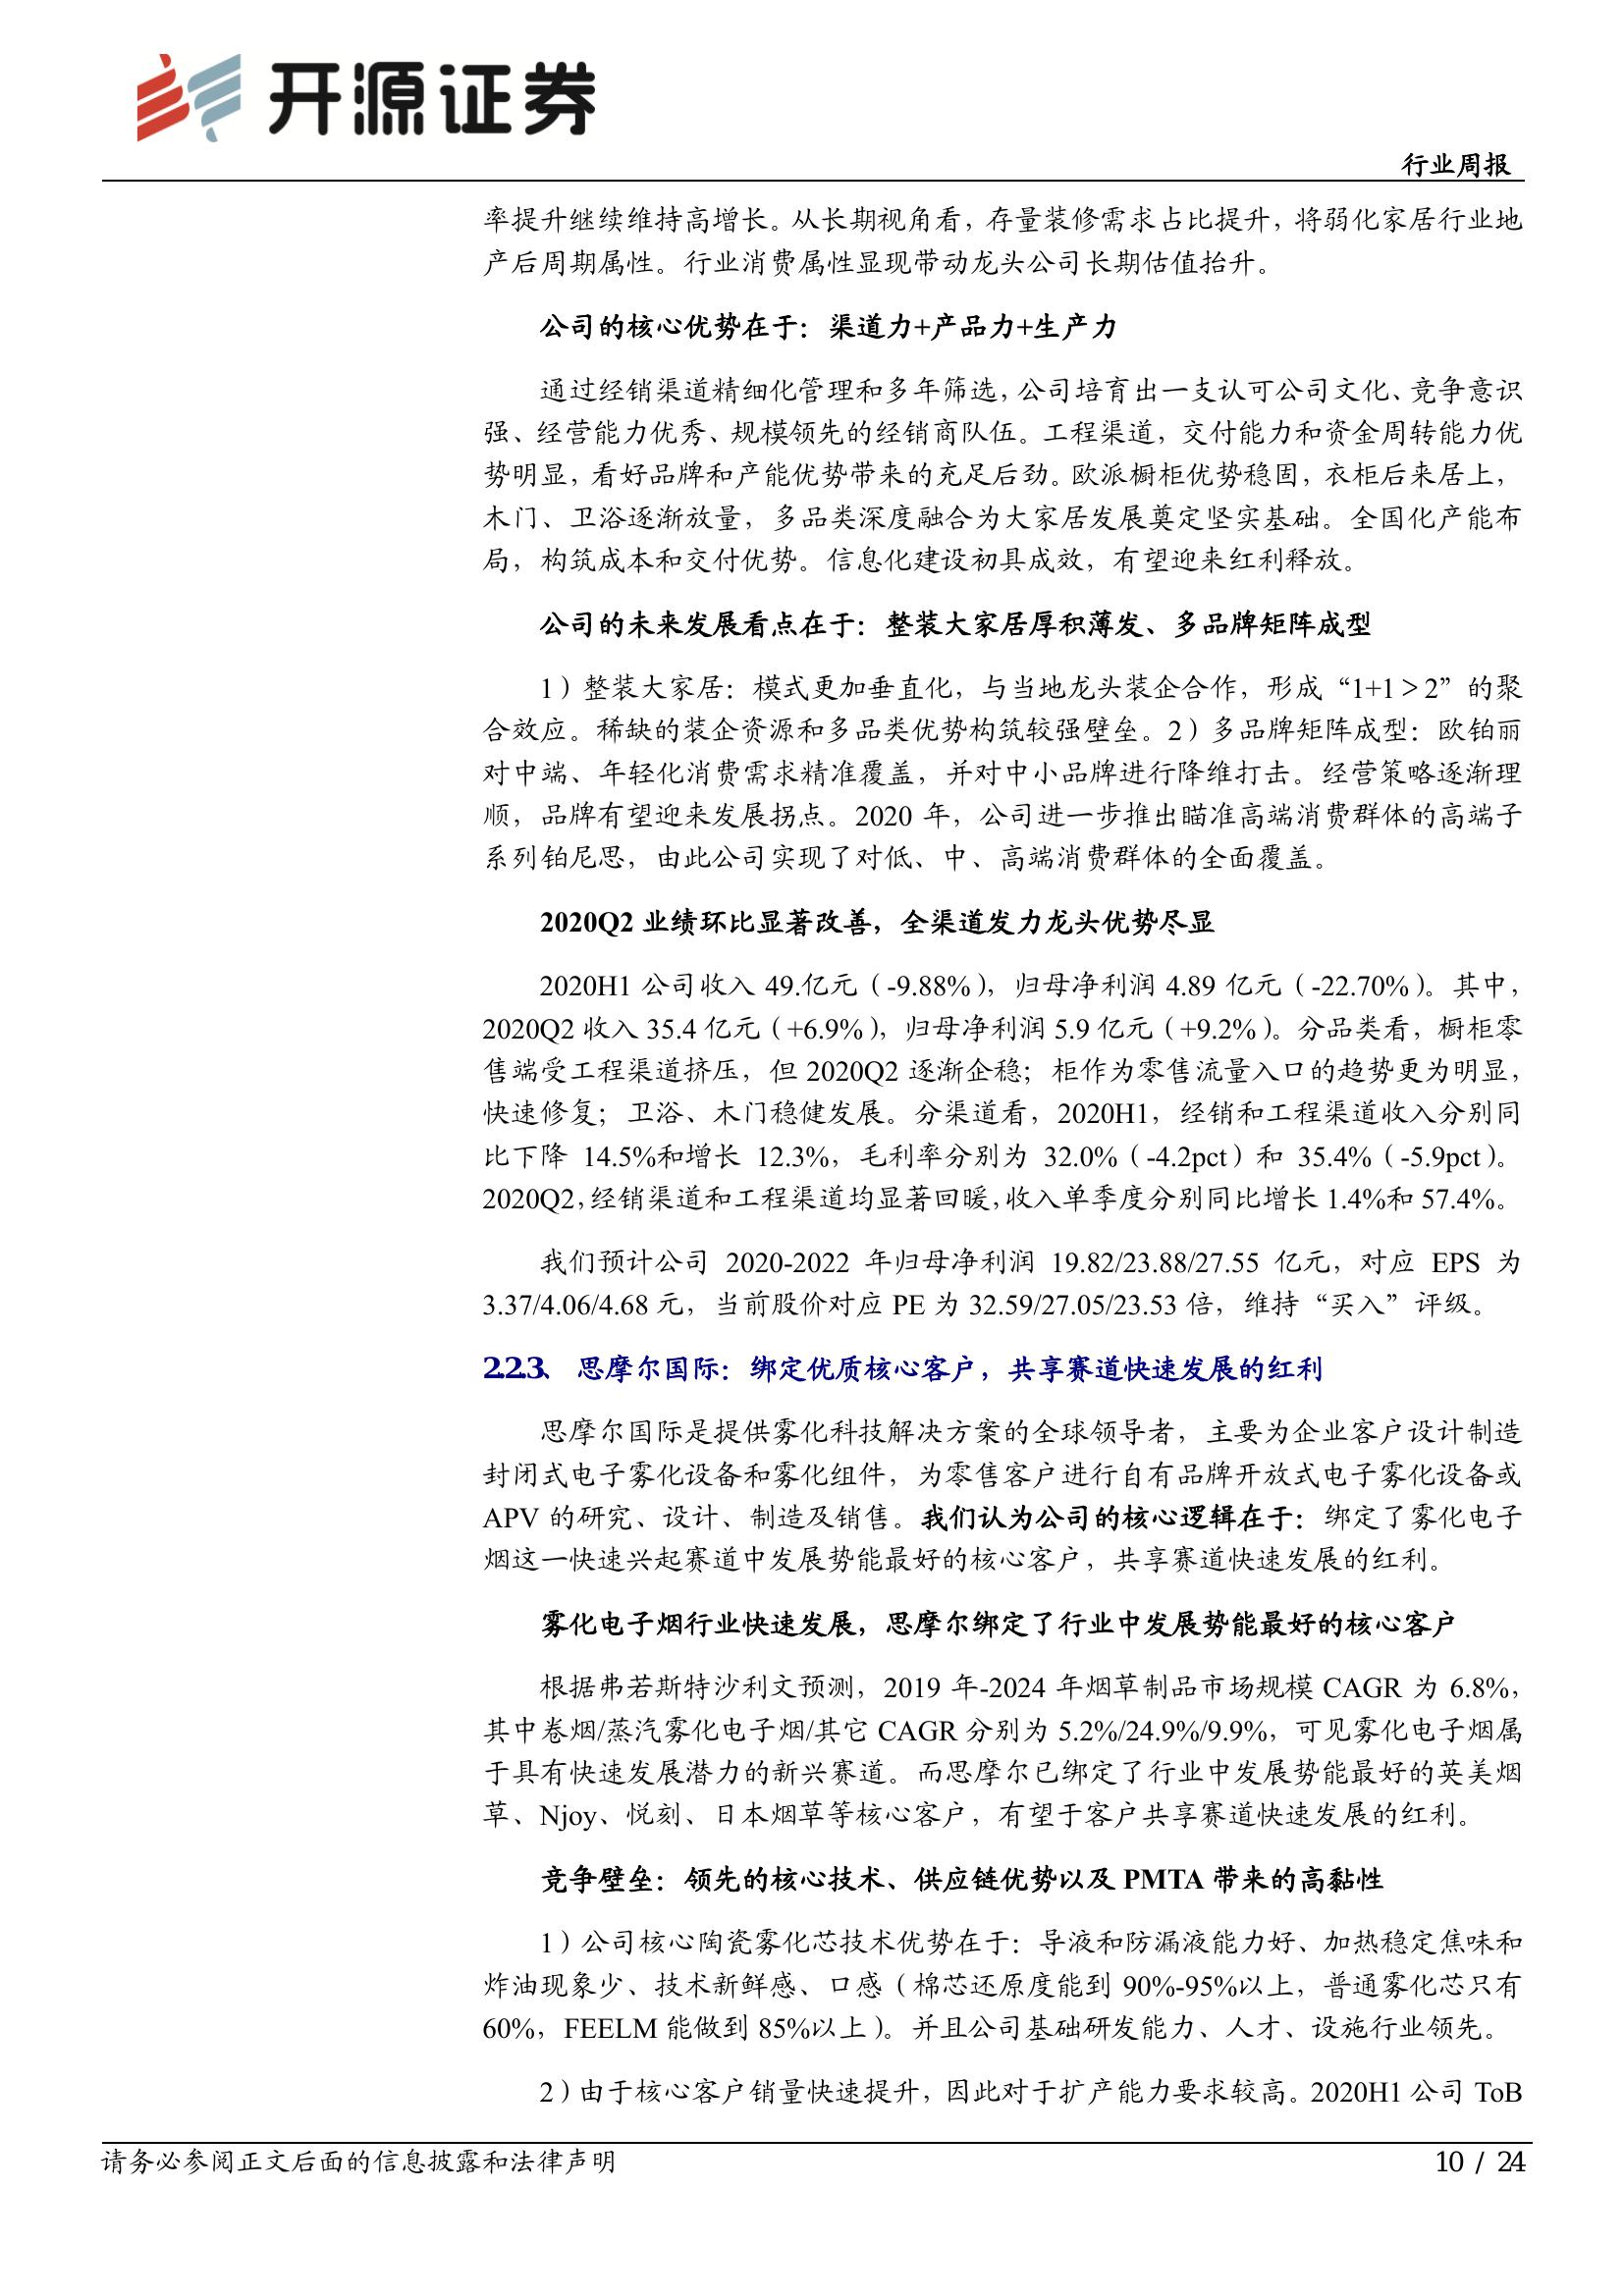 开源证券
行业周报
率提升继续维持高增长。从长期视角看，存量装修需求占比提升，将弱化家居行业地
产后周期属性。行业消费属性显现带动龙头公司长期估值抬升。
公司的核心优势在于：渠道力+产品力+生产力
通过经销渠道精细化管理和多年筛选，公司培育出一支认可公司文化、竞争意识
强、经营能力优秀、规模领先的经销商队伍。工程渠道，交付能力和资金周转能力优
势明显，看好品牌和产能优势带来的充足后劲。欧派橱柜优势稳固，衣柜后来居上，
木门、卫浴逐渐放量，多品类深度融合为大家居发展奠定坚实基础。全国化产能布
局，构筑成本和交付优势。信息化建设初具成效，有望迎来红利释放。
公司的未来发展看点在于：整装大家居厚积薄发、多品牌矩阵成型
1）整装大家居：模式更加垂直化，与当地龙头装企合作，形成“1+1＞2”的聚
合效应。稀缺的装企资源和多品类优势构筑较强壁垒。2）多品牌矩阵成型：欧铂丽
对中端、年轻化消费需求精准覆盖，并对中小品牌进行降维打击。经营策略逐渐理
顺，品牌有望迎来发展拐点。2020 年，公司进一步推出瞄准高端消费群体的高端子
系列铂尼思，由此公司实现了对低、中、高端消费群体的全面覆盖。
2020Q2 业绩环比显著改善，全渠道发力龙头优势尽显
2020H1 公司收入 49.亿元（-9.88%），归母净利润 4.89 亿元（-22.70%）。其中，
2020Q2 收入 35.4 亿元（+6.9%），归母净利润 5.9 亿元（+9.2%）。分品类看，橱柜零
售端受工程渠道挤压，但 2020Q2 逐渐企稳；柜作为零售流量入口的趋势更为明显，
快速修复；卫浴、木门稳健发展。分渠道看，2020H1，经销和工程渠道收入分别同
比下降 14.5%和增长 12.3%，毛利率分别为 32.0%（-4.2pct）和 35.4%（-5.9pct）。
2020Q2，经销渠道和工程渠道均显著回暖，收入单季度分别同比增长 1.4%和 57.4%。
我们预计公司 2020-2022 年归母净利润 19.82/23.88/27.55 亿元，对应 EPS 为
3.37/4.06/4.68 元，当前股价对应 PE 为 32.59/27.05/23.53 倍，维持“买入”评级。
2.2.3、 思摩尔国际：绑定优质核心客户，共享赛道快速发展的红利
思摩尔国际是提供雾化科技解决方案的全球领导者，主要为企业客户设计制造
封闭式电子雾化设备和雾化组件，为零售客户进行自有品牌开放式电子雾化设备或
APV 的研究、设计、制造及销售。我们认为公司的核心逻辑在于：绑定了雾化电子
烟这一快速兴起赛道中发展势能最好的核心客户，共享赛道快速发展的红利。
雾化电子烟行业快速发展，思摩尔绑定了行业中发展势能最好的核心客户
根据弗若斯特沙利文预测，2019 年-2024 年烟草制品市场规模 CAGR 为 6.8%，
其中卷烟/蒸汽雾化电子烟/其它 CAGR 分别为 5.2%/24.9%/9.9%，可见雾化电子烟属
于具有快速发展潜力的新兴赛道。而思摩尔已绑定了行业中发展势能最好的英美烟
草、Njoy、悦刻、日本烟草等核心客户，有望于客户共享赛道快速发展的红利。
竞争壁垒：领先的核心技术、供应链优势以及 PMTA 带来的高黏性
1）公司核心陶瓷雾化芯技术优势在于：导液和防漏液能力好、加热稳定焦味和
炸油现象少、技术新鲜感、口感（棉芯还原度能到 90%-95%以上，普通雾化芯只有
60%，FEELM 能做到 85%以上）。并且公司基础研发能力、人才、设施行业领先。
2）由于核心客户销量快速提升，因此对于扩产能力要求较高。2020H1 公司 ToB
请务必参阅正文后面的信息披露和法律声明
10 / 24